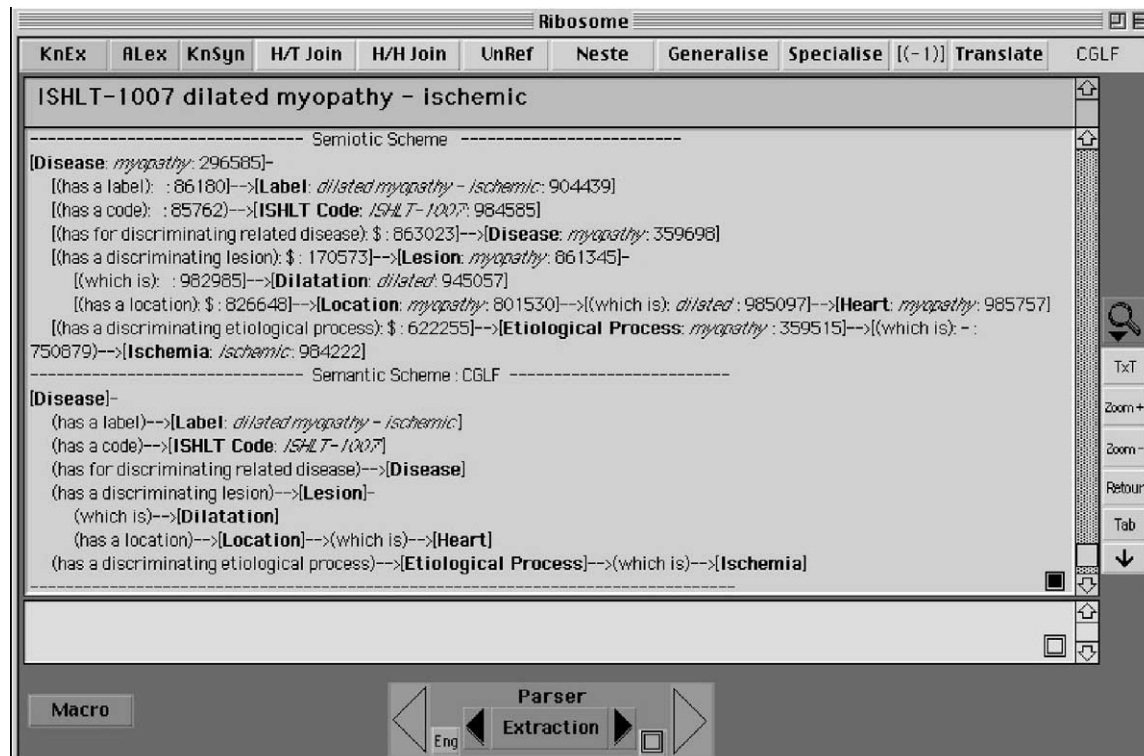 Ribosome
KnEx ALex KnSyn H/T Join H/H Join UnRef Neste Generalise Specialise [(-1)] Translate CGLF
ISHLT-1007 dilated myopathy - ischemic
------------------------------- Semiotic Scheme -------------------------
[Disease: myopathy: 296585]-
[(has a label): : 86180]-->[Label: dilated myopathy - ischemic: 904439]
[(has a code): : 85762)-->[ISHLT Code: ISHLT-1007: 984585]
[(has for discriminating related disease): $ : 863023]-->[Disease: myopathy: 359698]
[(has a discriminating lesion): $ : 170573]-->[Lesion: myopathy: 861345]-
[(which is): : 982985]-->[Dilatation: dilated: 945057]
[(has a location): $ : 826648]-->[Location: myopathy: 801530]-->[(which is): dilated : 985097]-->[Heart: myopathy: 985757]
[(has a discriminating etiological process): $ : 622255]-->[Etiological Process: myopathy : 359515]-->[(which is): - :
750879)-->[Ischemia: ischemic: 984222]
------------------------------- Semantic Scheme : CGLF -------------------------
[Disease]-
(has a label)-->[Label: dilated myopathy - ischemic]
(has a code)-->[ISHLT Code: ISHLT-1007]
(has for discriminating related disease)-->[Disease]
(has a discriminating lesion)-->[Lesion]-
(which is)-->[Dilatation]
(has a location)-->[Location]-->(which is)-->[Heart]
(has a discriminating etiological process)-->[Etiological Process]-->(which is)-->[Ischemia]
--------------------------------------------------------------------------------
TxT
Zoom +
Zoom -
Retour
Tab
Macro
Parser
Eng Extraction